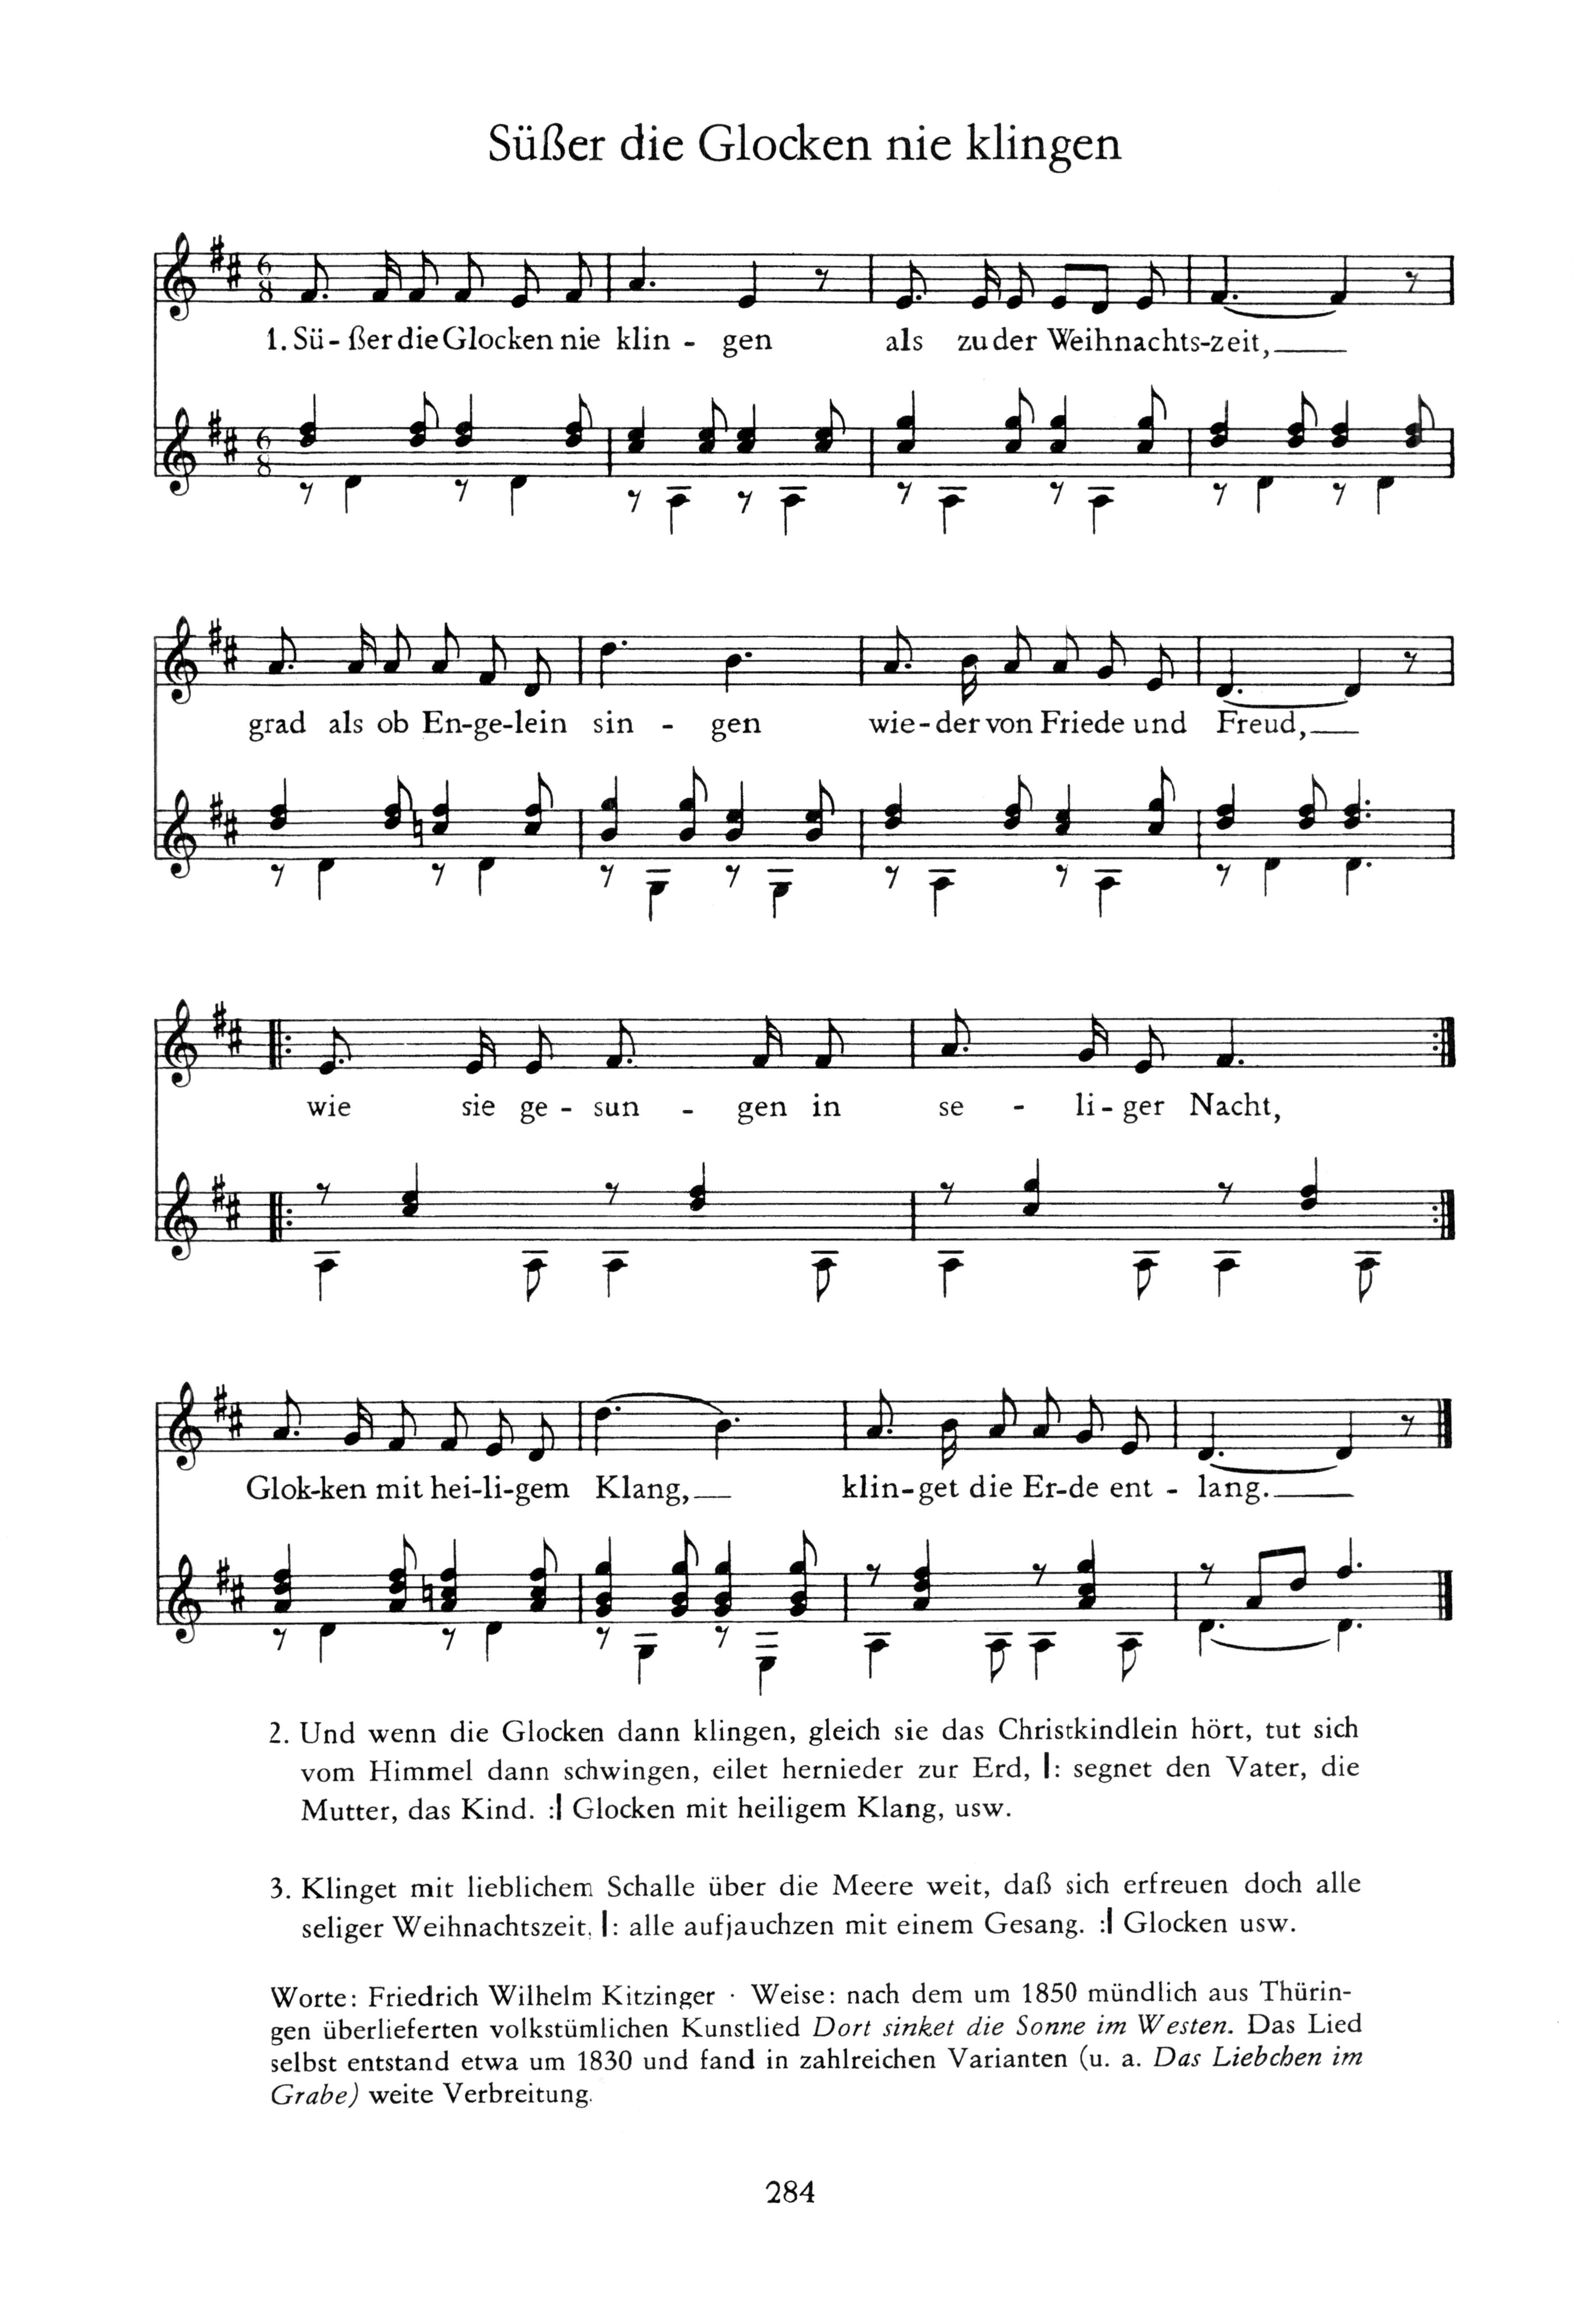 Süßer die Glocken nie klingen
6 8
1. Sü - ßer die Glocken nie klin - gen als zu der Weihnachts-zeit,
6 8
grad als ob En-ge-lein sin - gen wie-der von Friede und Freud,
wie sie ge - sun - gen in se - li - ger Nacht,
Glok-ken mit hei-li-gem Klang, klin-get die Er-de ent - lang.
2. Und wenn die Glocken dann klingen, gleich sie das Christkindlein hört, tut sich
vom Himmel dann schwingen, eilet hernieder zur Erd, |: segnet den Vater, die
Mutter, das Kind. :| Glocken mit heiligem Klang, usw.
3. Klinget mit lieblichem Schalle über die Meere weit, daß sich erfreuen doch alle
seliger Weihnachtszeit, |: alle aufjauchzen mit einem Gesang. :| Glocken usw.
Worte: Friedrich Wilhelm Kitzinger · Weise: nach dem um 1850 mündlich aus Thürin-
gen überlieferten volkstümlichen Kunstlied Dort sinket die Sonne im Westen. Das Lied
selbst entstand etwa um 1830 und fand in zahlreichen Varianten (u. a. Das Liebchen im
Grabe) weite Verbreitung.
284